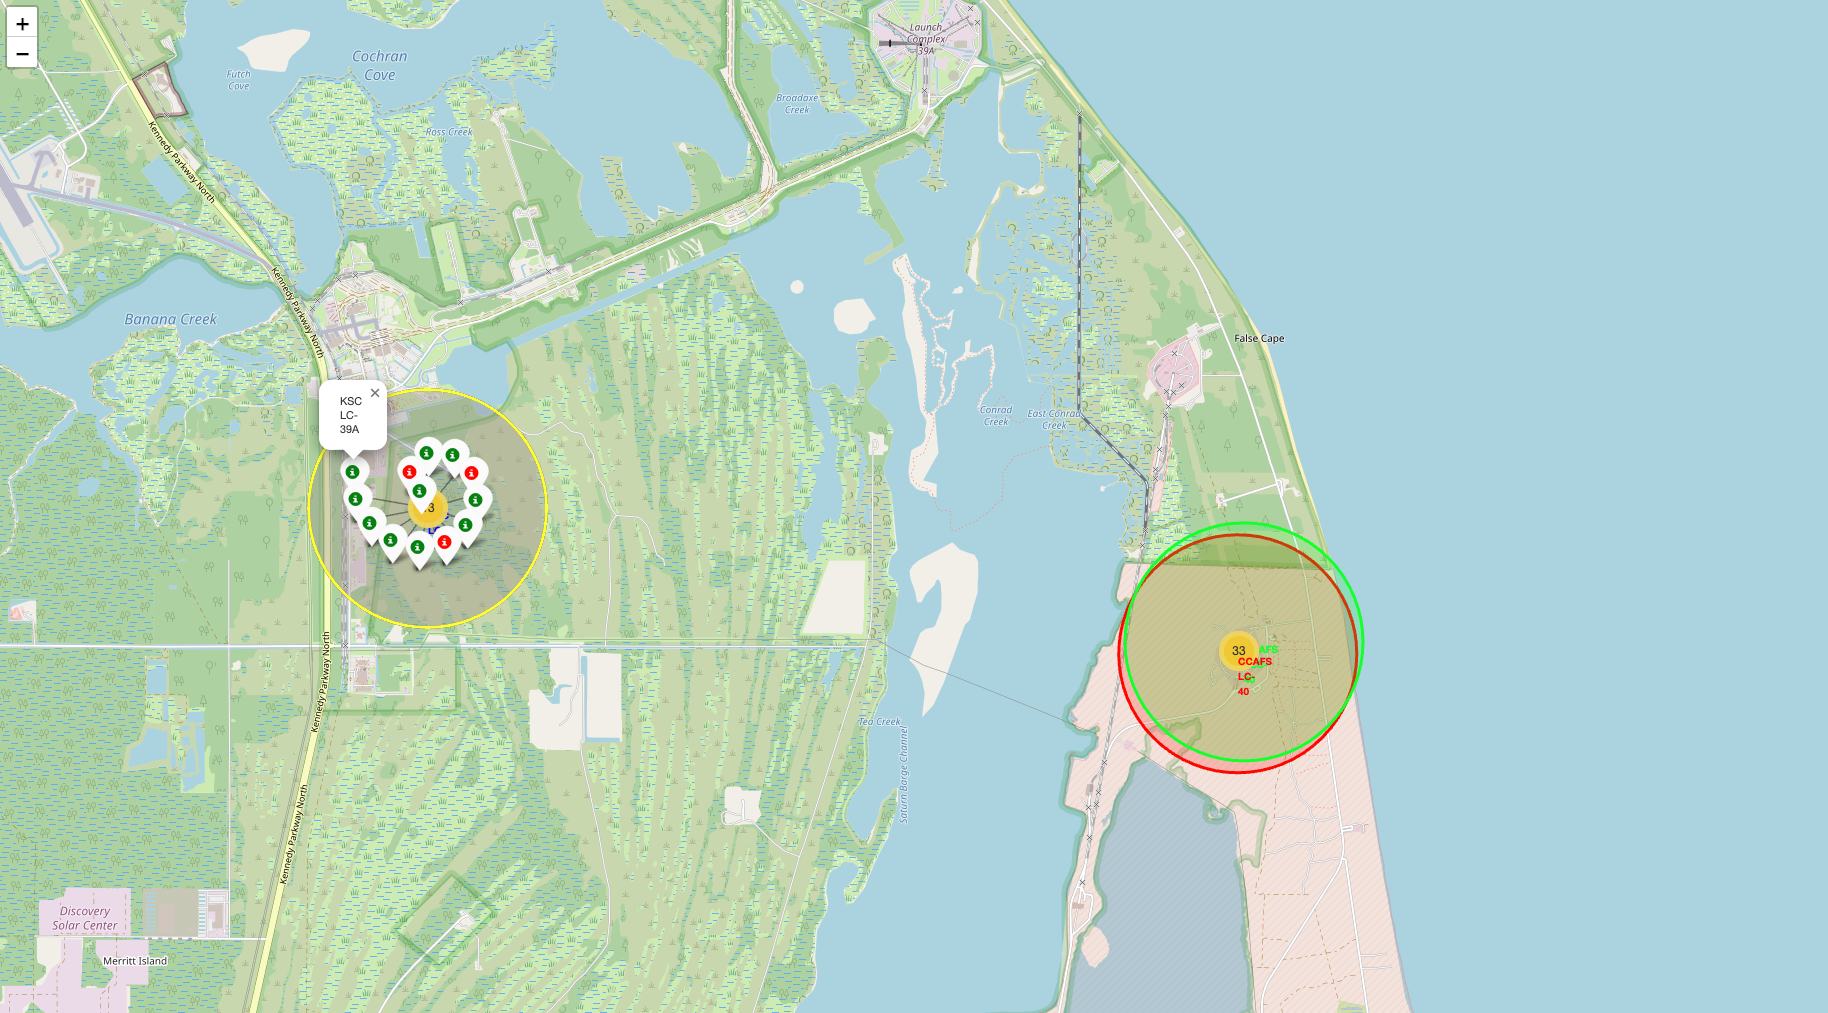 +
−
Launch
Complex
39A
Cochran
Cove
Futch
Cove
Broadaxe
Creek
Ross Creek
Kennedy Parkway North
Kennedy Parkway North
Banana Creek
False Cape
KSC
LC-
39A
×
Conrad
Creek
East Conrad
Creek
33
AFS
CCAFS
LC-
40
Kennedy Parkway North
Tea Creek
Saturn Barge Channel
Kennedy Parkway North
Discovery
Solar Center
Merritt Island